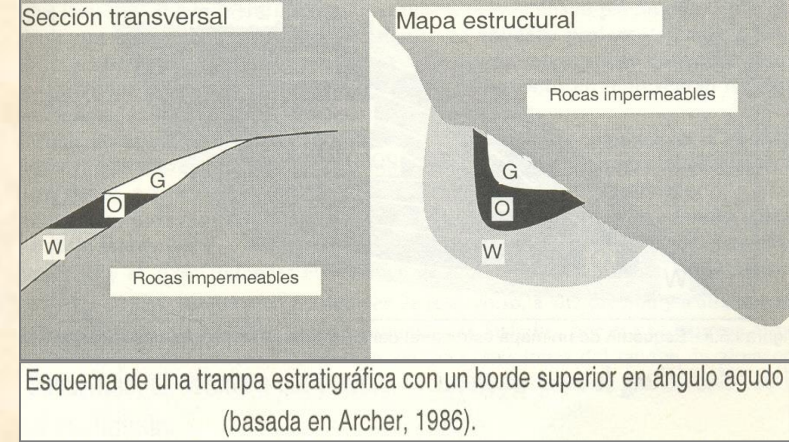 Sección transversal
G
O
W
Rocas impermeables
Mapa estructural
Rocas impermeables
G
O
W
Esquema de una trampa estratigráfica con un borde superior en ángulo agudo
(basada en Archer, 1986).